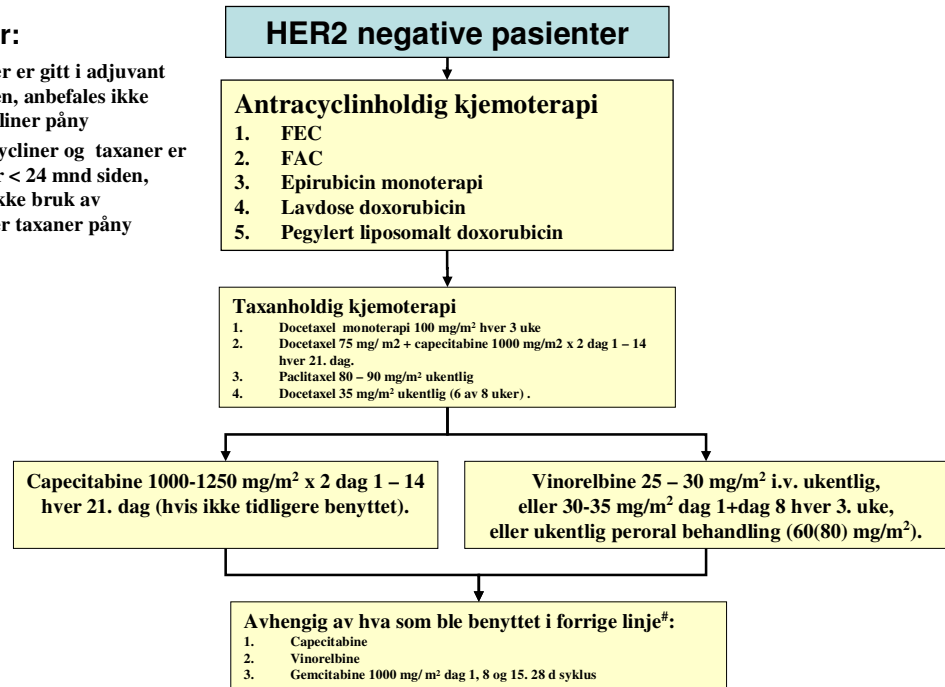 r:
er er gitt i adjuvant
en, anbefales ikke
liner påny
ycliner og taxaner er
r < 24 mnd siden,
kke bruk av
er taxaner påny
HER2 negative pasienter
Antracyclinholdig kjemoterapi
1. FEC
2. FAC
3. Epirubicin monoterapi
4. Lavdose doxorubicin
5. Pegylert liposomalt doxorubicin
Taxanholdig kjemoterapi
1. Docetaxel monoterapi 100 mg/m² hver 3 uke
2. Docetaxel 75 mg/ m2 + capecitabine 1000 mg/m2 x 2 dag 1 – 14
hver 21. dag.
3. Paclitaxel 80 – 90 mg/m² ukentlig
4. Docetaxel 35 mg/m² ukentlig (6 av 8 uker) .
Capecitabine 1000-1250 mg/m² x 2 dag 1 – 14
hver 21. dag (hvis ikke tidligere benyttet).
Vinorelbine 25 – 30 mg/m² i.v. ukentlig,
eller 30-35 mg/m² dag 1+dag 8 hver 3. uke,
eller ukentlig peroral behandling (60(80) mg/m²).
Avhengig av hva som ble benyttet i forrige linje#:
1. Capecitabine
2. Vinorelbine
3. Gemcitabine 1000 mg/ m² dag 1, 8 og 15. 28 d syklus